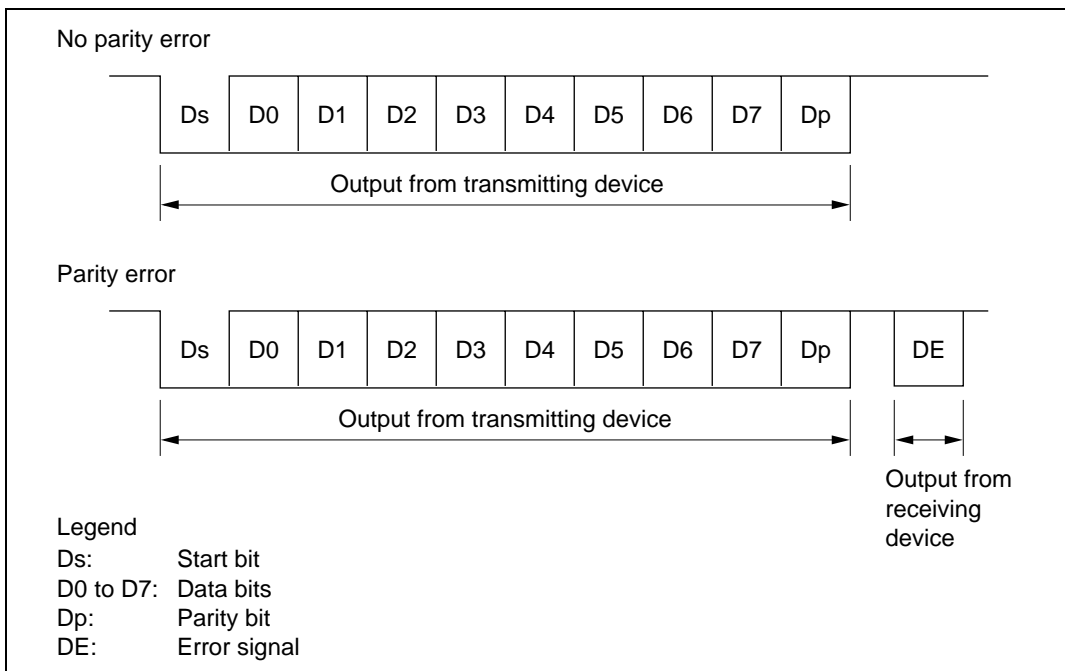 No parity error
Ds D0 D1 D2 D3 D4 D5 D6 D7 Dp
Output from transmitting device
Parity error
Ds D0 D1 D2 D3 D4 D5 D6 D7 Dp DE
Output from transmitting device
Output from
receiving
device
Legend
Ds: Start bit
D0 to D7: Data bits
Dp: Parity bit
DE: Error signal